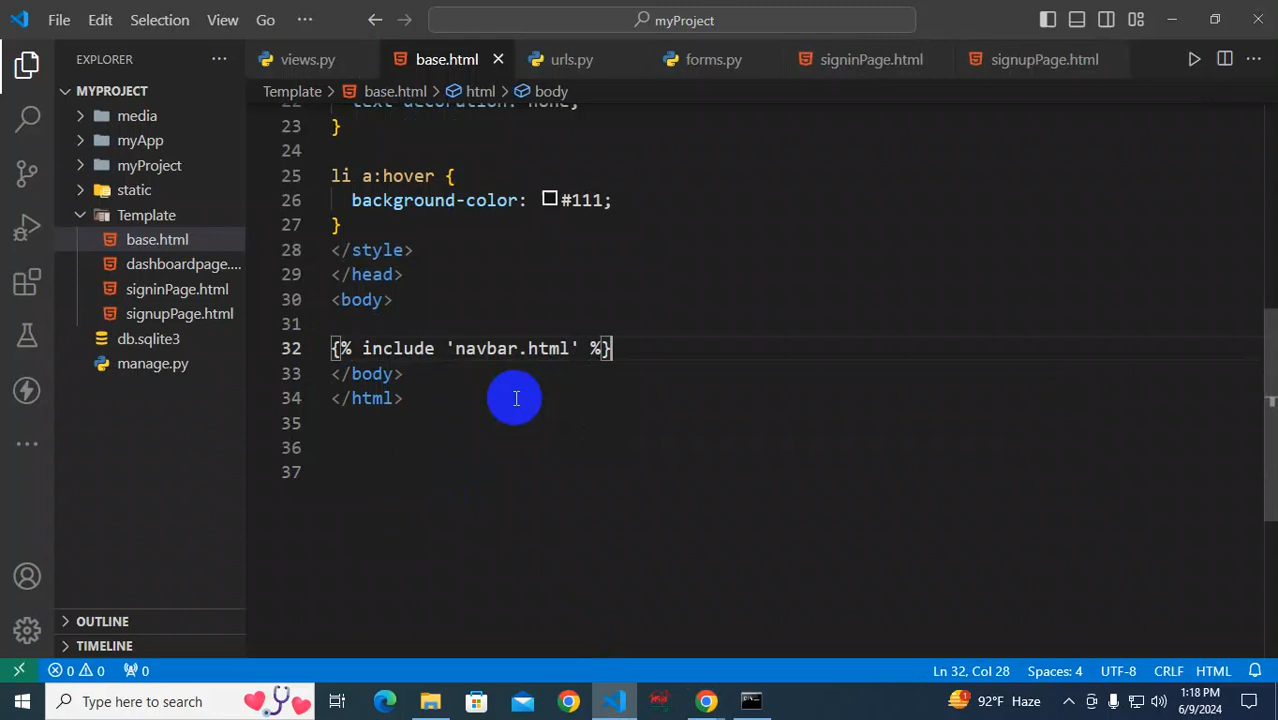 File Edit Selection View Go ··· myProject
EXPLORER ···
views.py base.html urls.py forms.py signinPage.html signupPage.html ···
MYPROJECT
Template > base.html > html > body
media
myApp
myProject
static
Template
base.html
dashboardpage....
signinPage.html
signupPage.html
db.sqlite3
manage.py
OUTLINE
TIMELINE
22 text-decoration: none;
23 }
24
25 li a:hover {
26 background-color: #111;
27 }
28 </style>
29 </head>
30 <body>
31
32 {% include 'navbar.html' %}
33 </body>
34 </html>
35
36
37
0 0 0 Ln 32, Col 28 Spaces: 4 UTF-8 CRLF HTML
Type here to search 92°F Haze 1:18 PM
6/9/2024